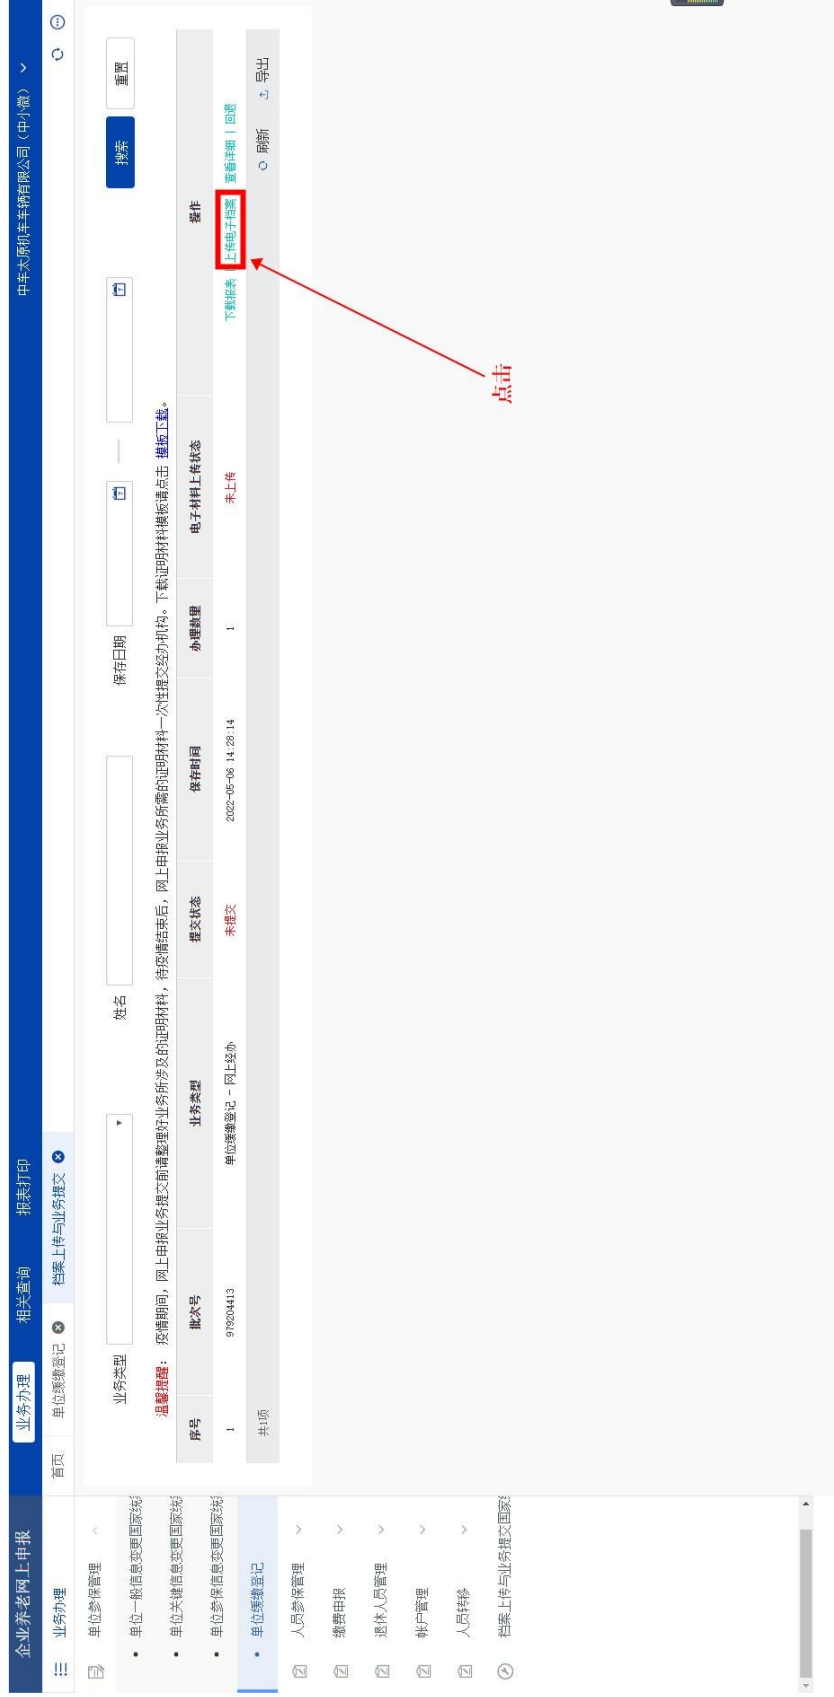 企业养老网上申报
业务办理
相关查询
报表打印
中车太原机车车辆有限公司（中小微）
业务办理
首页
单位缓缴登记
档案上传与业务提交
单位参保管理
单位一般信息变更国家统
单位关键信息变更国家统
单位参保信息变更国家统
单位缓缴登记
人员参保管理
缴费申报
退休人员管理
帐户管理
人员转移
档案上传与业务提交国家
业务类型
姓名
保存日期
搜索
重置
温馨提醒：疫情期间，网上申报业务提交前请整理好业务所涉及的证明材料，待疫情结束后，网上申报业务所需的证明材料一次性提交经办机构。下载证明材料模板请点击 模板下载。
序号 批次号 业务类型 提交状态 保存时间 办理数量 电子材料上传状态 操作
1 979204413 单位缓缴登记 - 网上经办 未提交 2022-05-06 14:28:14 1 未上传 下载报表 | 上传电子档案 查看详细 | 回退
共1项
刷新
导出
点击